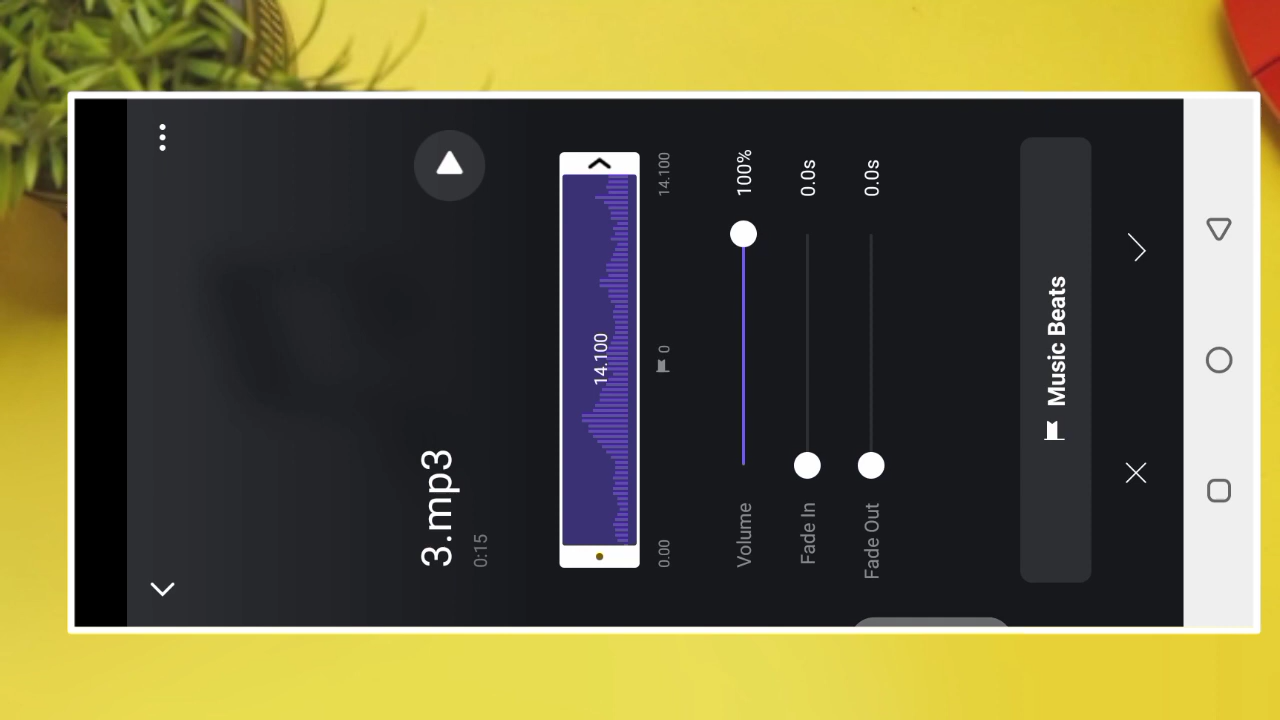 3.mp3
0:15
14.100
0.00
0
14.100
Volume 100%
Fade In 0.0s
Fade Out 0.0s
Music Beats